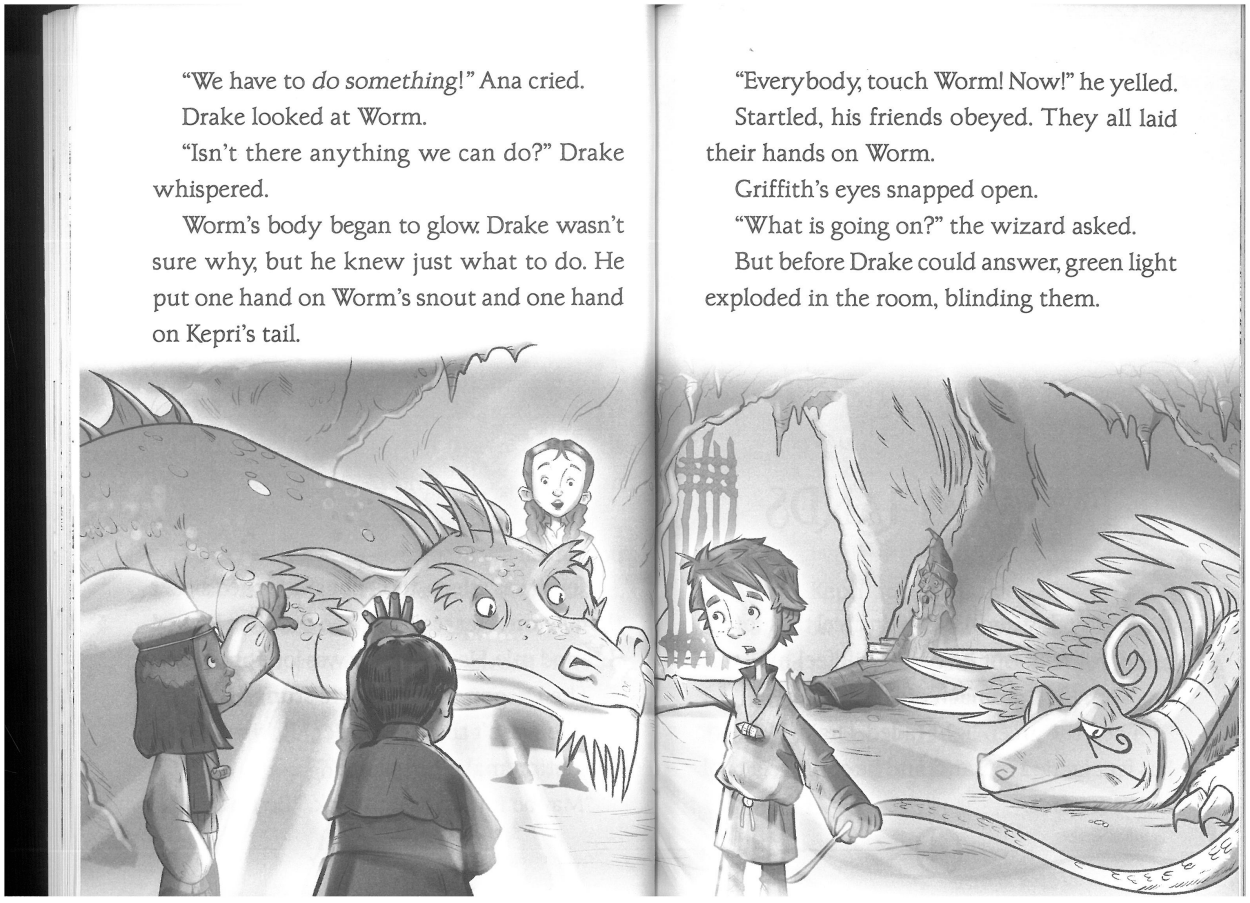 “We have to do something!” Ana cried.
Drake looked at Worm.
“Isn’t there anything we can do?” Drake
whispered.
Worm’s body began to glow. Drake wasn’t
sure why, but he knew just what to do. He
put one hand on Worm’s snout and one hand
on Kepri’s tail.
“Everybody, touch Worm! Now!” he yelled.
Startled, his friends obeyed. They all laid
their hands on Worm.
Griffith’s eyes snapped open.
“What is going on?” the wizard asked.
But before Drake could answer, green light
exploded in the room, blinding them.